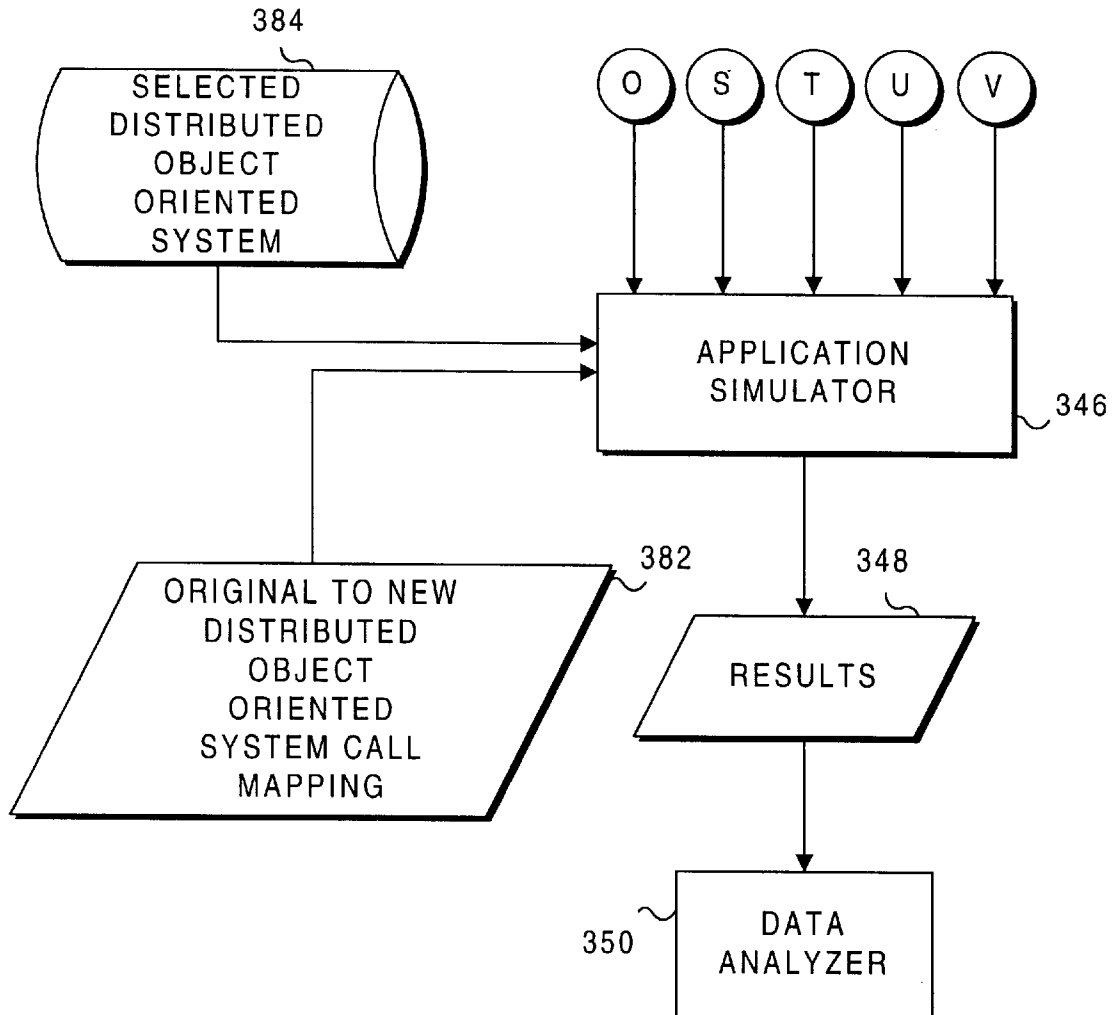 384
SELECTED
DISTRIBUTED
OBJECT
ORIENTED
SYSTEM
O S T U V
APPLICATION
SIMULATOR
346
382
ORIGINAL TO NEW
DISTRIBUTED
OBJECT
ORIENTED
SYSTEM CALL
MAPPING
348
RESULTS
350
DATA
ANALYZER